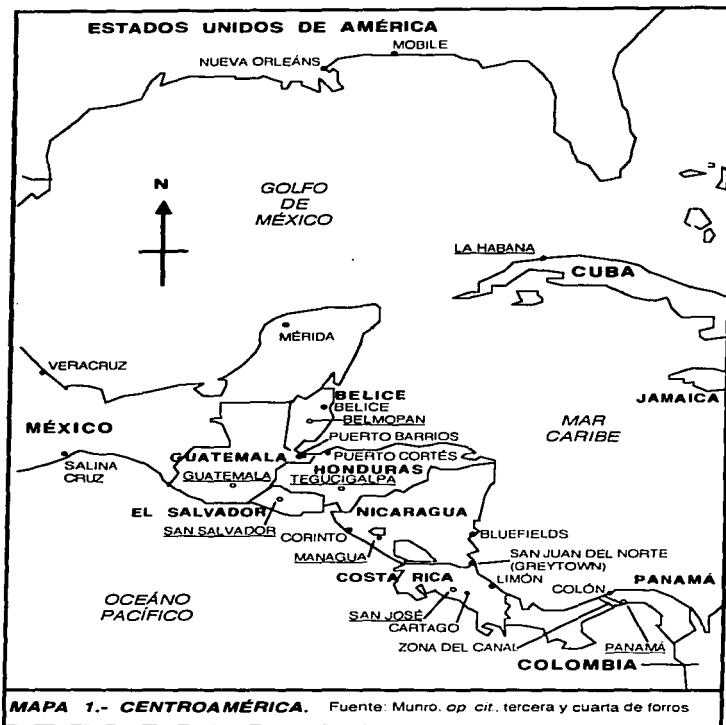 ESTADOS UNIDOS DE AMÉRICA
MOBILE
NUEVA ORLEÁNS
N
GOLFO
DE
MÉXICO
LA HABANA
CUBA
MÉRIDA
VERACRUZ
JAMAICA
BELICE
BELICE
BELMOPAN
MAR
CARIBE
MÉXICO
PUERTO BARRIOS
GUATEMALA
PUERTO CORTÉS
SALINA
CRUZ
HONDURAS
GUATEMALA
TEGUCIGALPA
EL SALVADOR
NICARAGUA
SAN SALVADOR
CORINTO
BLUEFIELDS
MANAGUA
SAN JUAN DEL NORTE
(GREYTOWN)
COSTA RICA
LIMÓN
COLÓN
PANAMÁ
OCEÁNO
PACÍFICO
SAN JOSÉ
CARTAGO
ZONA DEL CANAL
PANAMÁ
COLOMBIA
MAPA 1.- CENTROAMÉRICA. Fuente: Munro, op cit., tercera y cuarta de forros